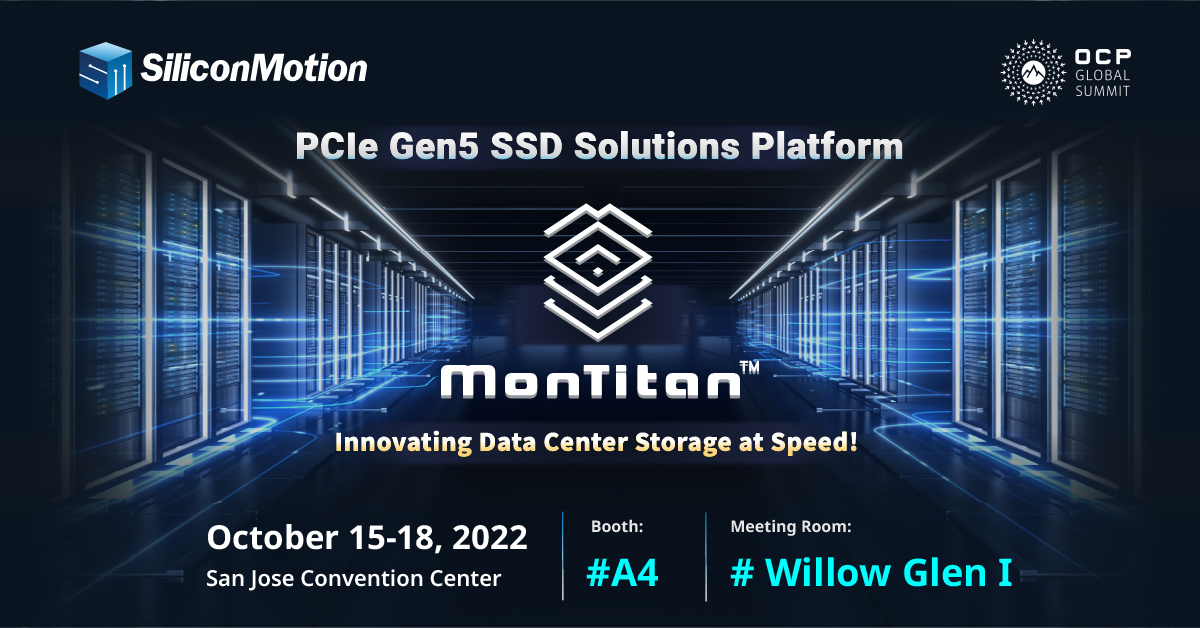 SiliconMotion
OCP
GLOBAL
SUMMIT
PCIe Gen5 SSD Solutions Platform
MonTitan™
Innovating Data Center Storage at Speed!
October 15-18, 2022
San Jose Convention Center
Booth:
#A4
Meeting Room:
# Willow Glen I